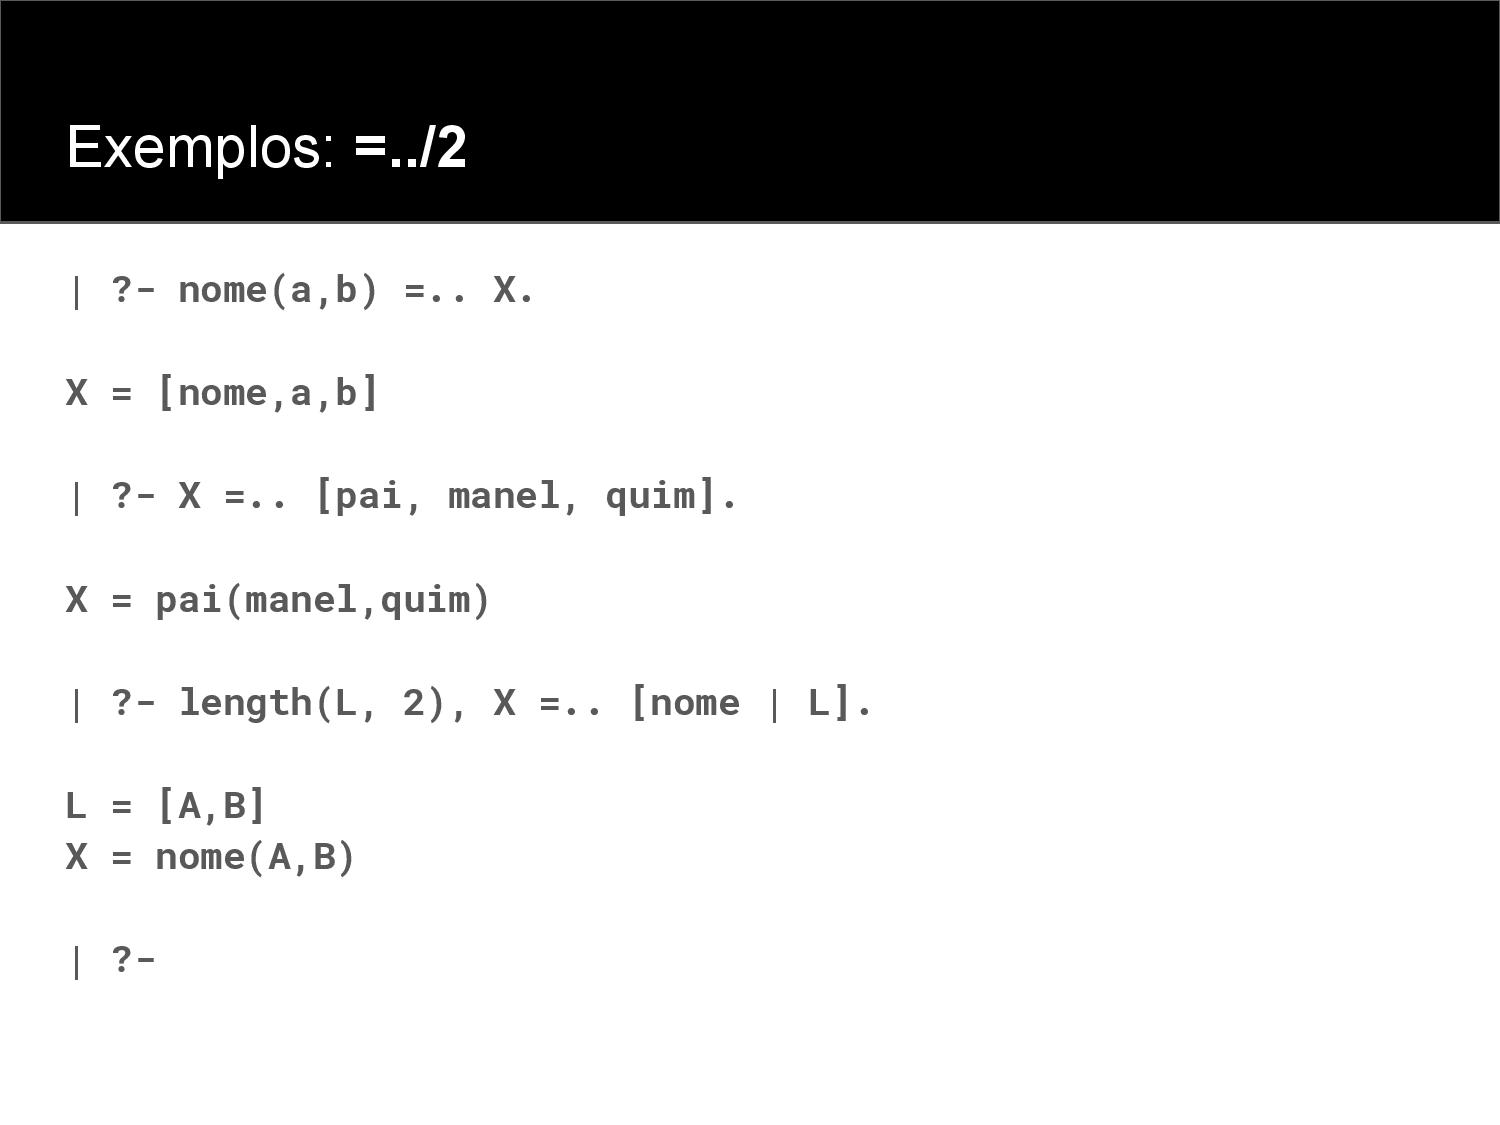 Exemplos: =../2
| ?- nome(a,b) =.. X.
X = [nome,a,b]
| ?- X =.. [pai, manel, quim].
X = pai(manel,quim)
| ?- length(L, 2), X =.. [nome | L].
L = [A,B]
X = nome(A,B)
| ?-